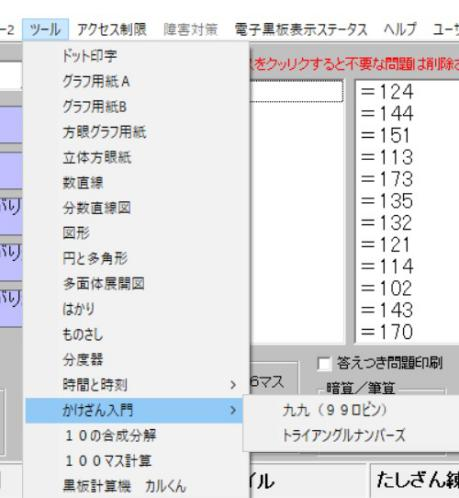 -2 ツール アクセス制限 障害対策 電子黒板表示ステータス ヘルプ ユーサ
ドット印字
グラフ用紙A
グラフ用紙B
方眼グラフ用紙
立体方眼紙
数直線
分数直線図
図形
円と多角形
多面体展開図
はかり
ものさし
分度器
時間と時刻
かけざん入門
10の合成分解
100マス計算
黒板計算機 カルくん
九九(99ロビン)
トライアングルナンバーズ
をクッリクすると不要な問題は削除さ
=124
=144
=151
=113
=173
=135
=132
=121
=114
=102
=143
=170
答えつき問題印刷
6マス
暗算/筆算
イル
たしざん練